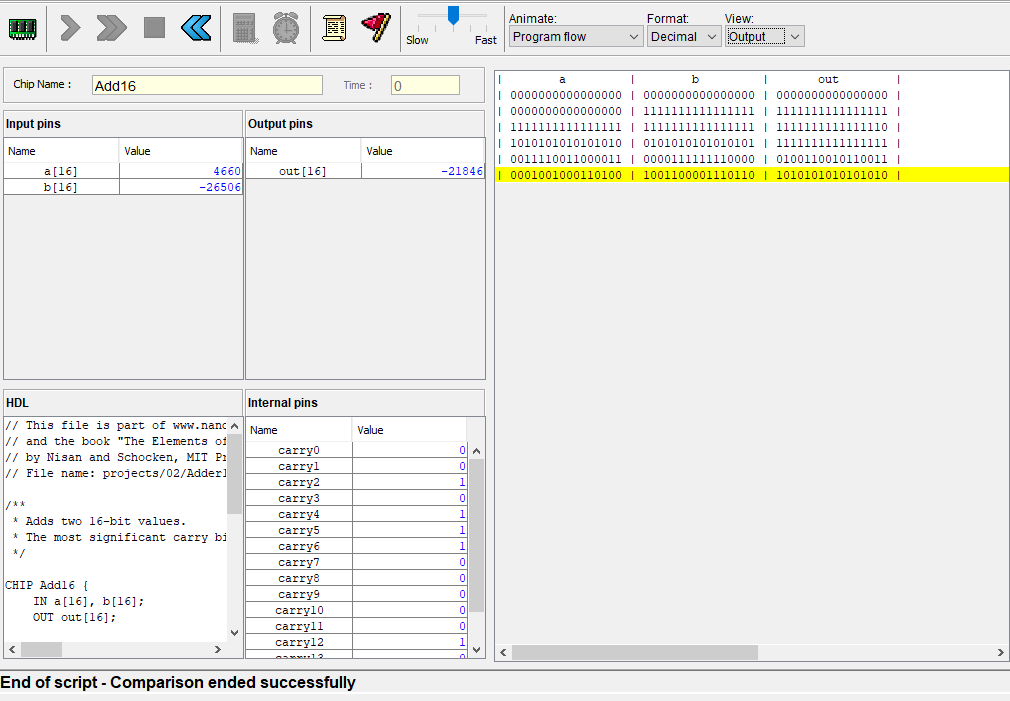 Slow
Fast
Animate:
Program flow
Format:
Decimal
View:
Output
Chip Name :
Add16
Time :
0
Input pins
Name Value
a[16] 4660
b[16] -26506
Output pins
Name Value
out[16] -21846
HDL
// This file is part of www.nand
// and the book "The Elements of
// by Nisan and Schocken, MIT Pr
// File name: projects/02/Adder1
/**
* Adds two 16-bit values.
* The most significant carry bi
*/
CHIP Add16 {
IN a[16], b[16];
OUT out[16];
Internal pins
Name Value
carry0 0
carry1 0
carry2 1
carry3 0
carry4 1
carry5 1
carry6 1
carry7 0
carry8 0
carry9 0
carry10 0
carry11 0
carry12 1
carry13 0
| a | b | out |
| 0000000000000000 | 0000000000000000 | 0000000000000000 |
| 0000000000000000 | 1111111111111111 | 1111111111111111 |
| 1111111111111111 | 1111111111111111 | 1111111111111110 |
| 1010101010101010 | 0101010101010101 | 1111111111111111 |
| 0011110011000011 | 0000111111110000 | 0100110010110011 |
| 0001001000110100 | 1001100001110110 | 1010101010101010 |
End of script - Comparison ended successfully